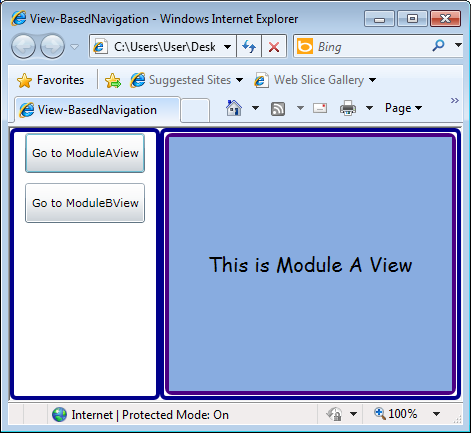 View-BasedNavigation - Windows Internet Explorer
C:\Users\User\Desk
Bing
Favorites
Suggested Sites
Web Slice Gallery
View-BasedNavigation
Page
Go to ModuleAView
Go to ModuleBView
This is Module A View
Internet | Protected Mode: On
100%